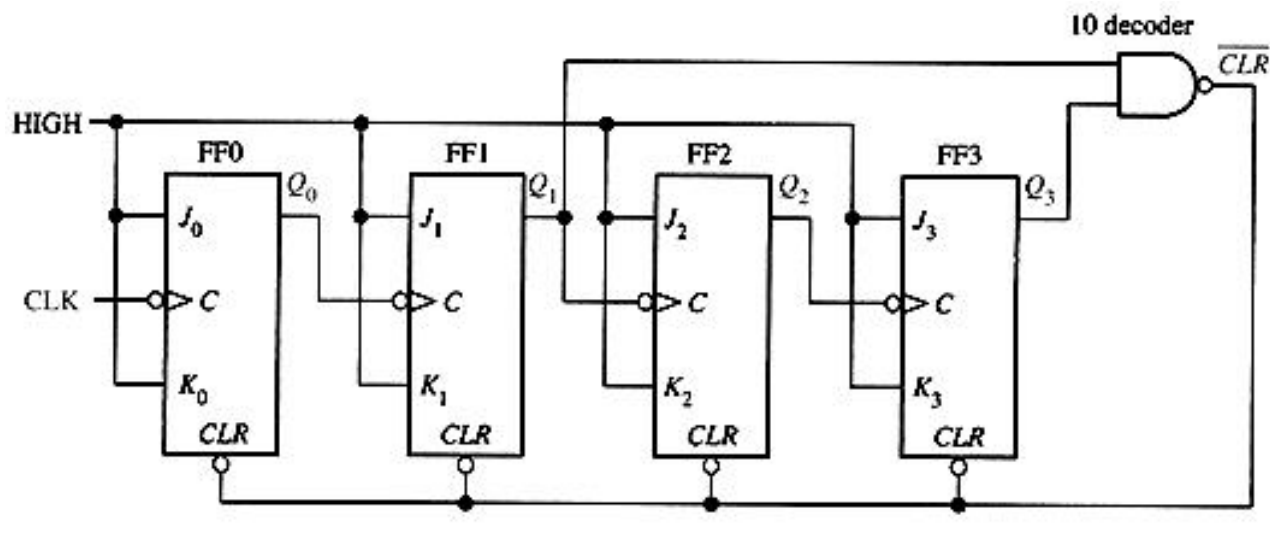 10 decoder
CLR
HIGH
FF0 FF1 FF2 FF3
Q0 Q1 Q2 Q3
J0 J1 J2 J3
CLK C C C C
K0 K1 K2 K3
CLR CLR CLR CLR